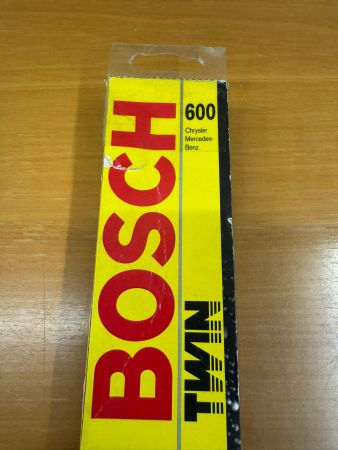 600
Chrysler
Mercedes-
Benz
BOSCH
TWIN